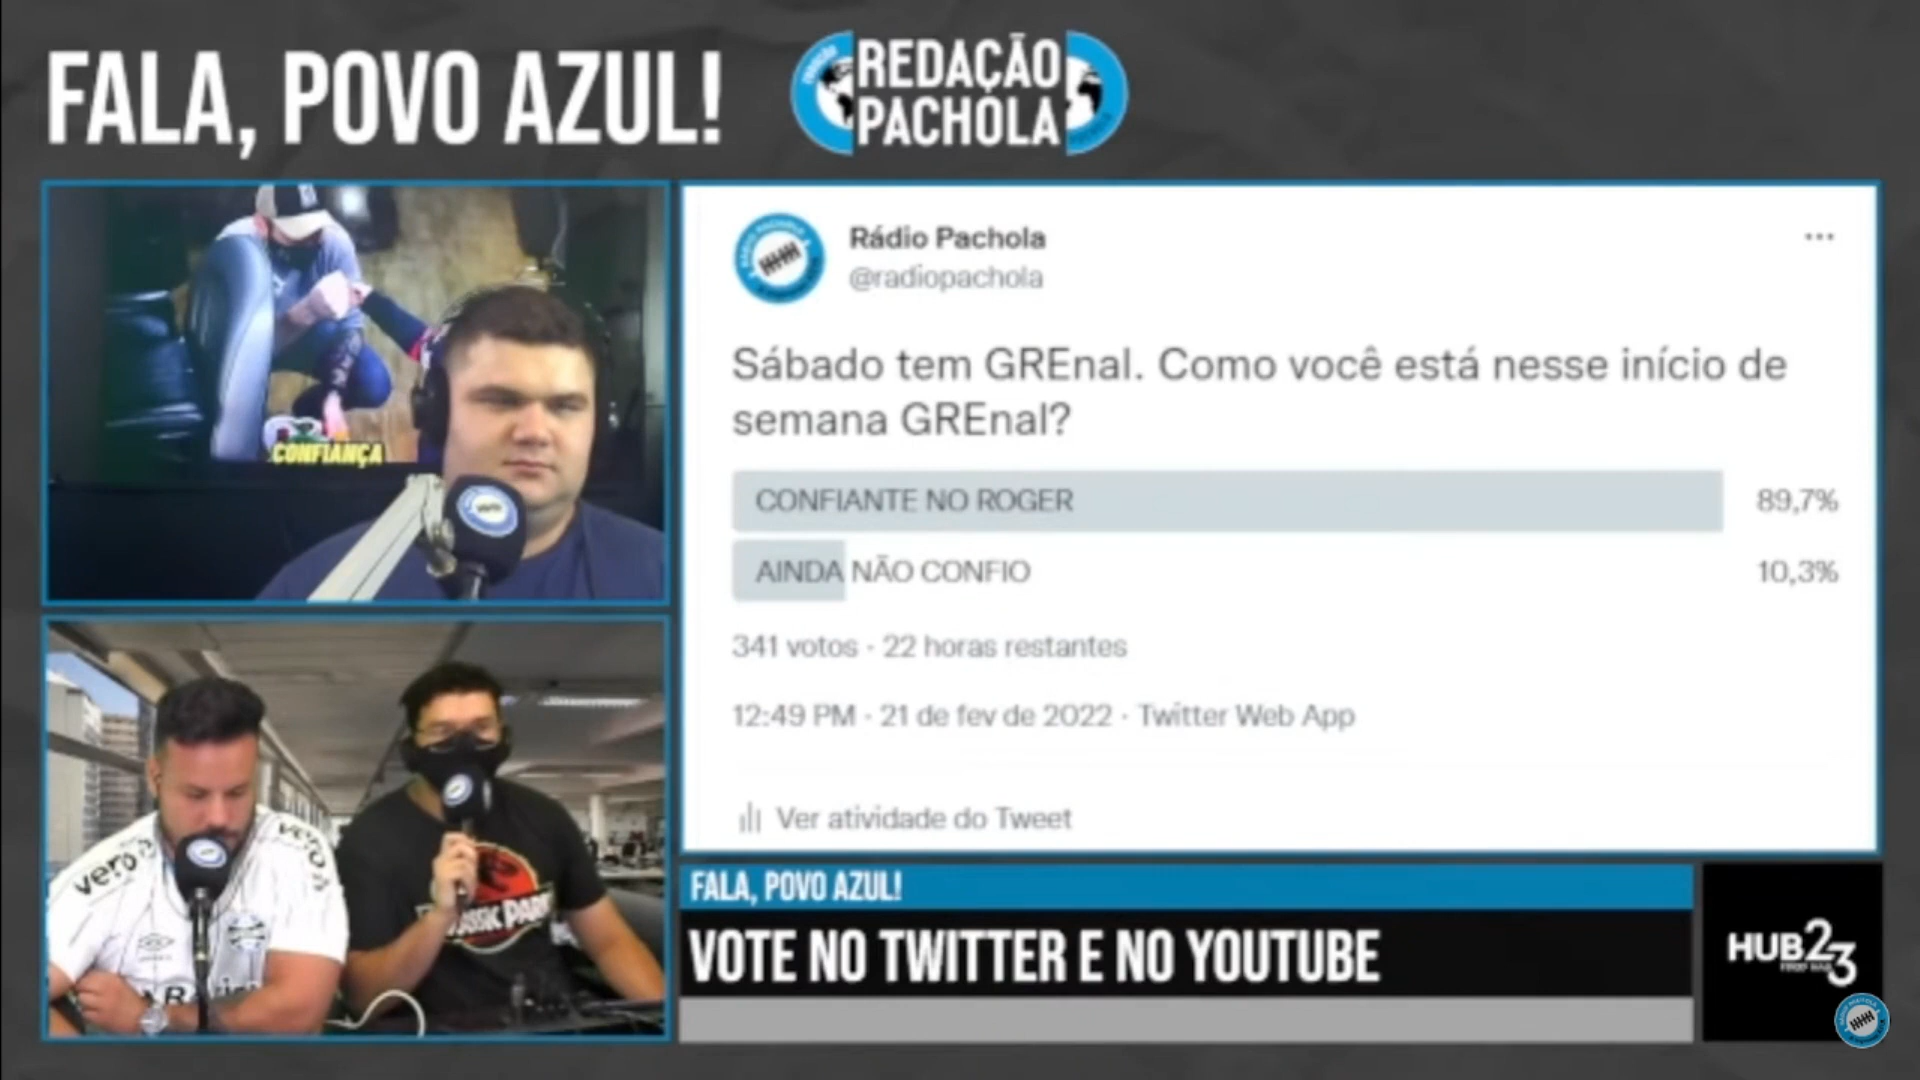 FALA, POVO AZUL!
REDAÇÃO
PACHOLA
CONFIANÇA
Rádio Pachola
@radiopachola
Sábado tem GREnal. Como você está nesse início de
semana GREnal?
CONFIANTE NO ROGER 89,7%
AINDA NÃO CONFIO 10,3%
341 votos · 22 horas restantes
12:49 PM · 21 de fev de 2022 · Twitter Web App
Ver atividade do Tweet
vero
vero
FALA, POVO AZUL!
VOTE NO TWITTER E NO YOUTUBE
HUB23